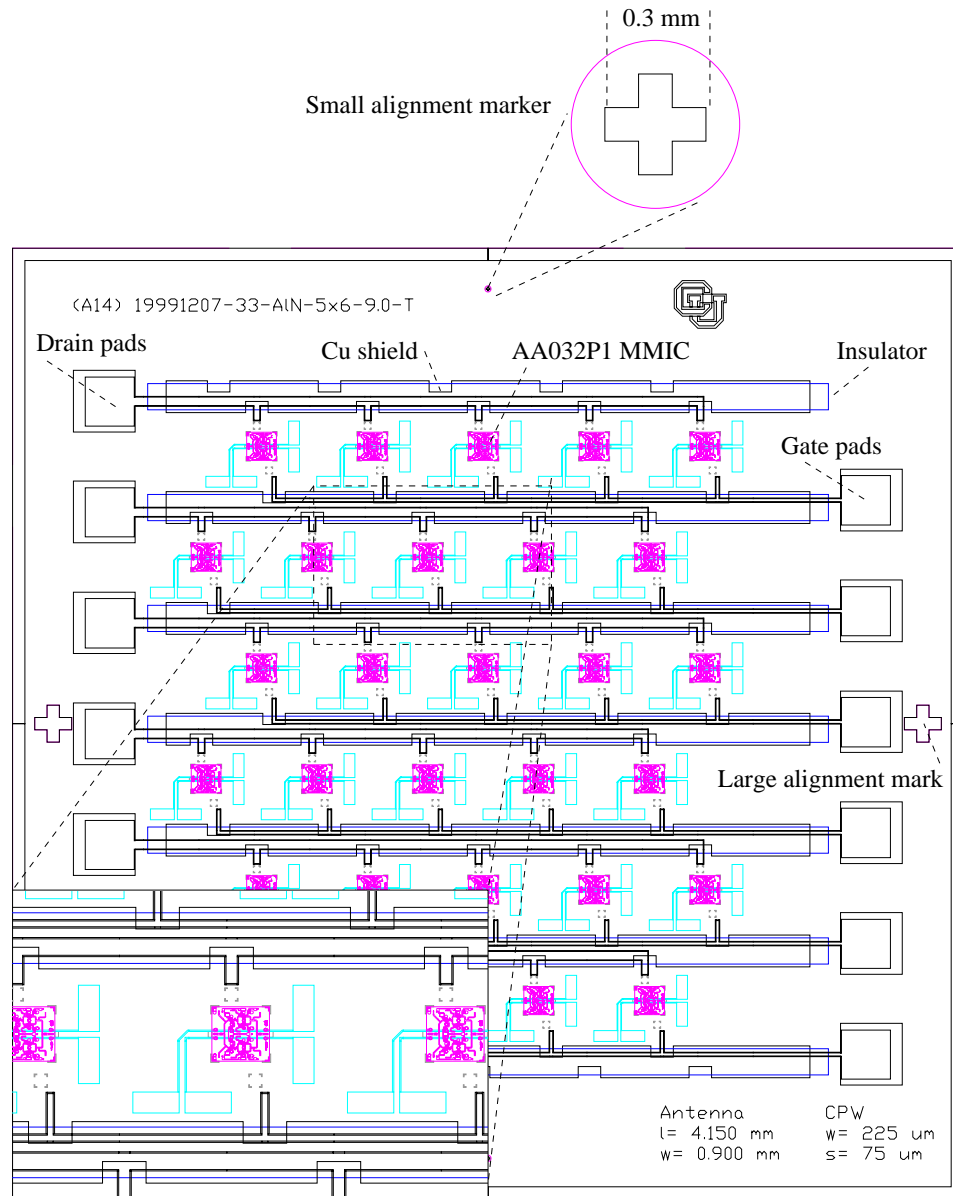 0.3 mm
Small alignment marker
(A14) 19991207-33-AlN-5x6-9.0-T
CU
Drain pads
Cu shield
AA032P1 MMIC
Insulator
Gate pads
Large alignment mark
Antenna
l= 4.150 mm
w= 0.900 mm
CPW
w= 225 um
s= 75 um